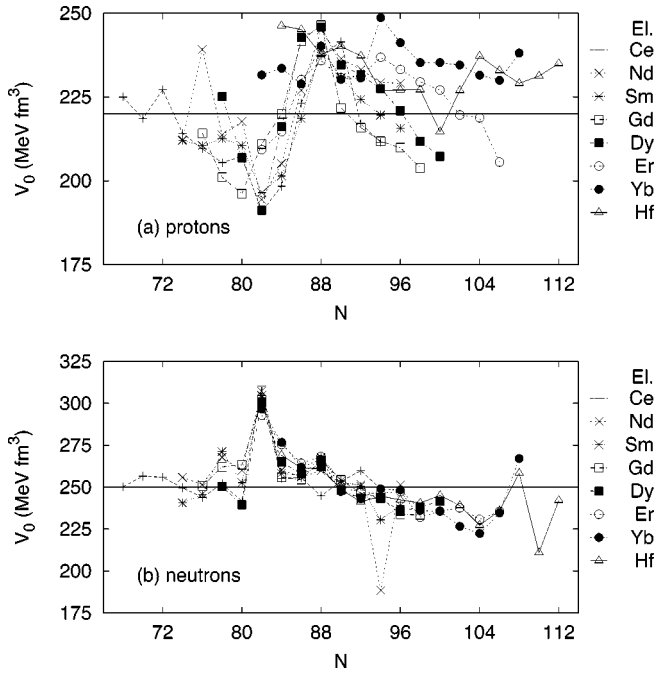 250
225
200
175
V0 (MeV fm3)
(a) protons
72
80
88
96
104
112
N
El.
Ce
Nd
Sm
Gd
Dy
Er
Yb
Hf
325
300
275
250
225
200
175
V0 (MeV fm3)
(b) neutrons
72
80
88
96
104
112
N
El.
Ce
Nd
Sm
Gd
Dy
Er
Yb
Hf